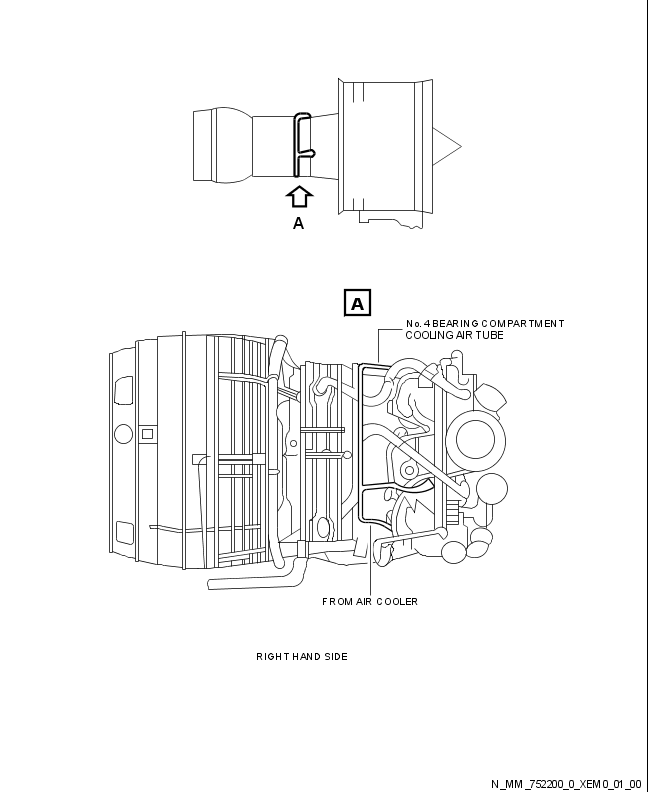 A
A
No. 4 BEARING COMPARTMENT
COOLING AIR TUBE
FROM AIR COOLER
RIGHT HAND SIDE
N_MM_752200_0_XEM0_01_00